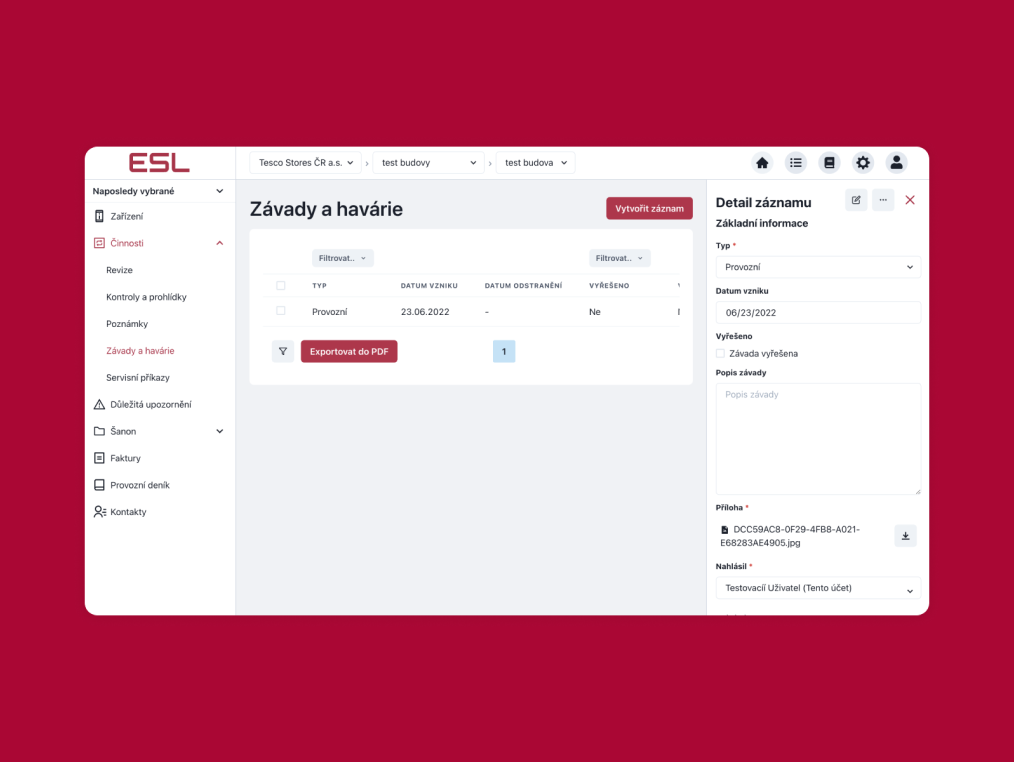 ESL
Tesco Stores ČR a.s.
test budovy
test budova
Naposledy vybrané
Zařízení
Činnosti
Revize
Kontroly a prohlídky
Poznámky
Závady a havárie
Servisní příkazy
Důležitá upozornění
Šanon
Faktury
Provozní deník
Kontakty
Závady a havárie
Vytvořit záznam
Filtrovat..
Filtrovat..
TYP DATUM VZNIKU DATUM ODSTRANĚNÍ VYŘEŠENO
Provozní 23.06.2022 - Ne
Exportovat do PDF
1
Detail záznamu
...
Základní informace
Typ *
Provozní
Datum vzniku
06/23/2022
Vyřešeno
Závada vyřešena
Popis závady
Popis závady
Příloha *
DCC59AC8-0F29-4FB8-A021-
E68283AE4905.jpg
Nahlásil *
Testovacíí Uživatel (Tento účet)